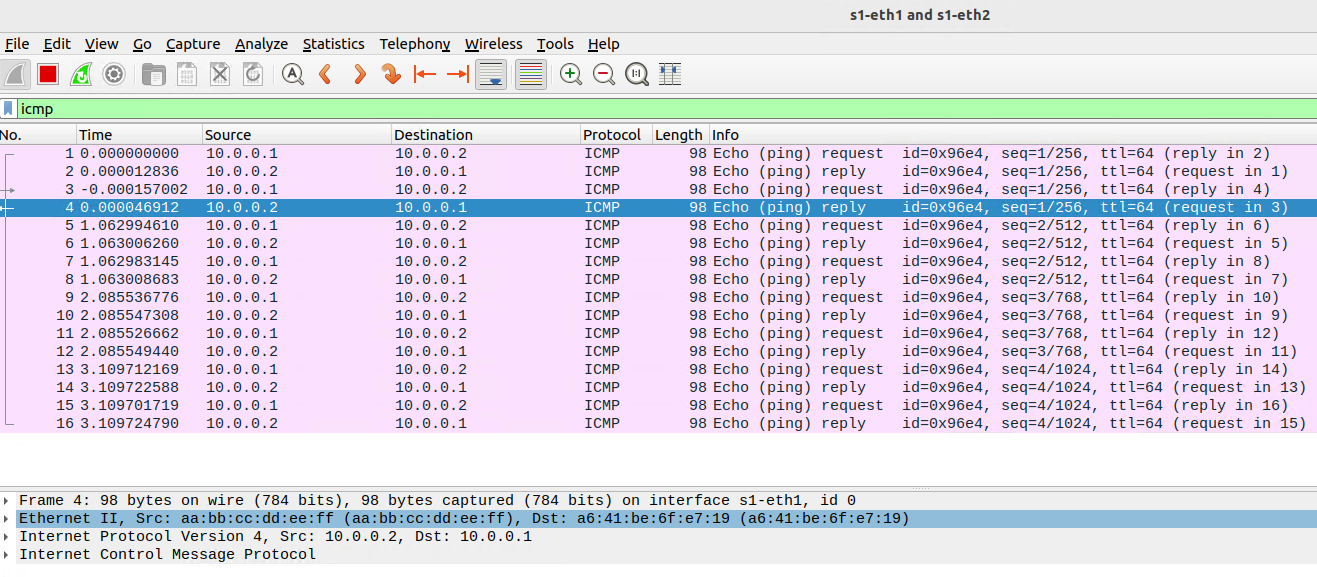 s1-eth1 and s1-eth2
File Edit View Go Capture Analyze Statistics Telephony Wireless Tools Help
icmp
No. Time Source Destination Protocol Length Info
1 0.000000000 10.0.0.1 10.0.0.2 ICMP 98 Echo (ping) request id=0x96e4, seq=1/256, ttl=64 (reply in 2)
2 0.000012836 10.0.0.2 10.0.0.1 ICMP 98 Echo (ping) reply id=0x96e4, seq=1/256, ttl=64 (request in 1)
3 -0.000157002 10.0.0.1 10.0.0.2 ICMP 98 Echo (ping) request id=0x96e4, seq=1/256, ttl=64 (reply in 4)
4 0.000046912 10.0.0.2 10.0.0.1 ICMP 98 Echo (ping) reply id=0x96e4, seq=1/256, ttl=64 (request in 3)
5 1.062994610 10.0.0.1 10.0.0.2 ICMP 98 Echo (ping) request id=0x96e4, seq=2/512, ttl=64 (reply in 6)
6 1.063006260 10.0.0.2 10.0.0.1 ICMP 98 Echo (ping) reply id=0x96e4, seq=2/512, ttl=64 (request in 5)
7 1.062983145 10.0.0.1 10.0.0.2 ICMP 98 Echo (ping) request id=0x96e4, seq=2/512, ttl=64 (reply in 8)
8 1.063008683 10.0.0.2 10.0.0.1 ICMP 98 Echo (ping) reply id=0x96e4, seq=2/512, ttl=64 (request in 7)
9 2.085536776 10.0.0.1 10.0.0.2 ICMP 98 Echo (ping) request id=0x96e4, seq=3/768, ttl=64 (reply in 10)
10 2.085547308 10.0.0.2 10.0.0.1 ICMP 98 Echo (ping) reply id=0x96e4, seq=3/768, ttl=64 (request in 9)
11 2.085526662 10.0.0.1 10.0.0.2 ICMP 98 Echo (ping) request id=0x96e4, seq=3/768, ttl=64 (reply in 12)
12 2.085549440 10.0.0.2 10.0.0.1 ICMP 98 Echo (ping) reply id=0x96e4, seq=3/768, ttl=64 (request in 11)
13 3.109712169 10.0.0.1 10.0.0.2 ICMP 98 Echo (ping) request id=0x96e4, seq=4/1024, ttl=64 (reply in 14)
14 3.109722588 10.0.0.2 10.0.0.1 ICMP 98 Echo (ping) reply id=0x96e4, seq=4/1024, ttl=64 (request in 13)
15 3.109701719 10.0.0.1 10.0.0.2 ICMP 98 Echo (ping) request id=0x96e4, seq=4/1024, ttl=64 (reply in 16)
16 3.109724790 10.0.0.2 10.0.0.1 ICMP 98 Echo (ping) reply id=0x96e4, seq=4/1024, ttl=64 (request in 15)
Frame 4: 98 bytes on wire (784 bits), 98 bytes captured (784 bits) on interface s1-eth1, id 0
Ethernet II, Src: aa:bb:cc:dd:ee:ff (aa:bb:cc:dd:ee:ff), Dst: a6:41:be:6f:e7:19 (a6:41:be:6f:e7:19)
Internet Protocol Version 4, Src: 10.0.0.2, Dst: 10.0.0.1
Internet Control Message Protocol